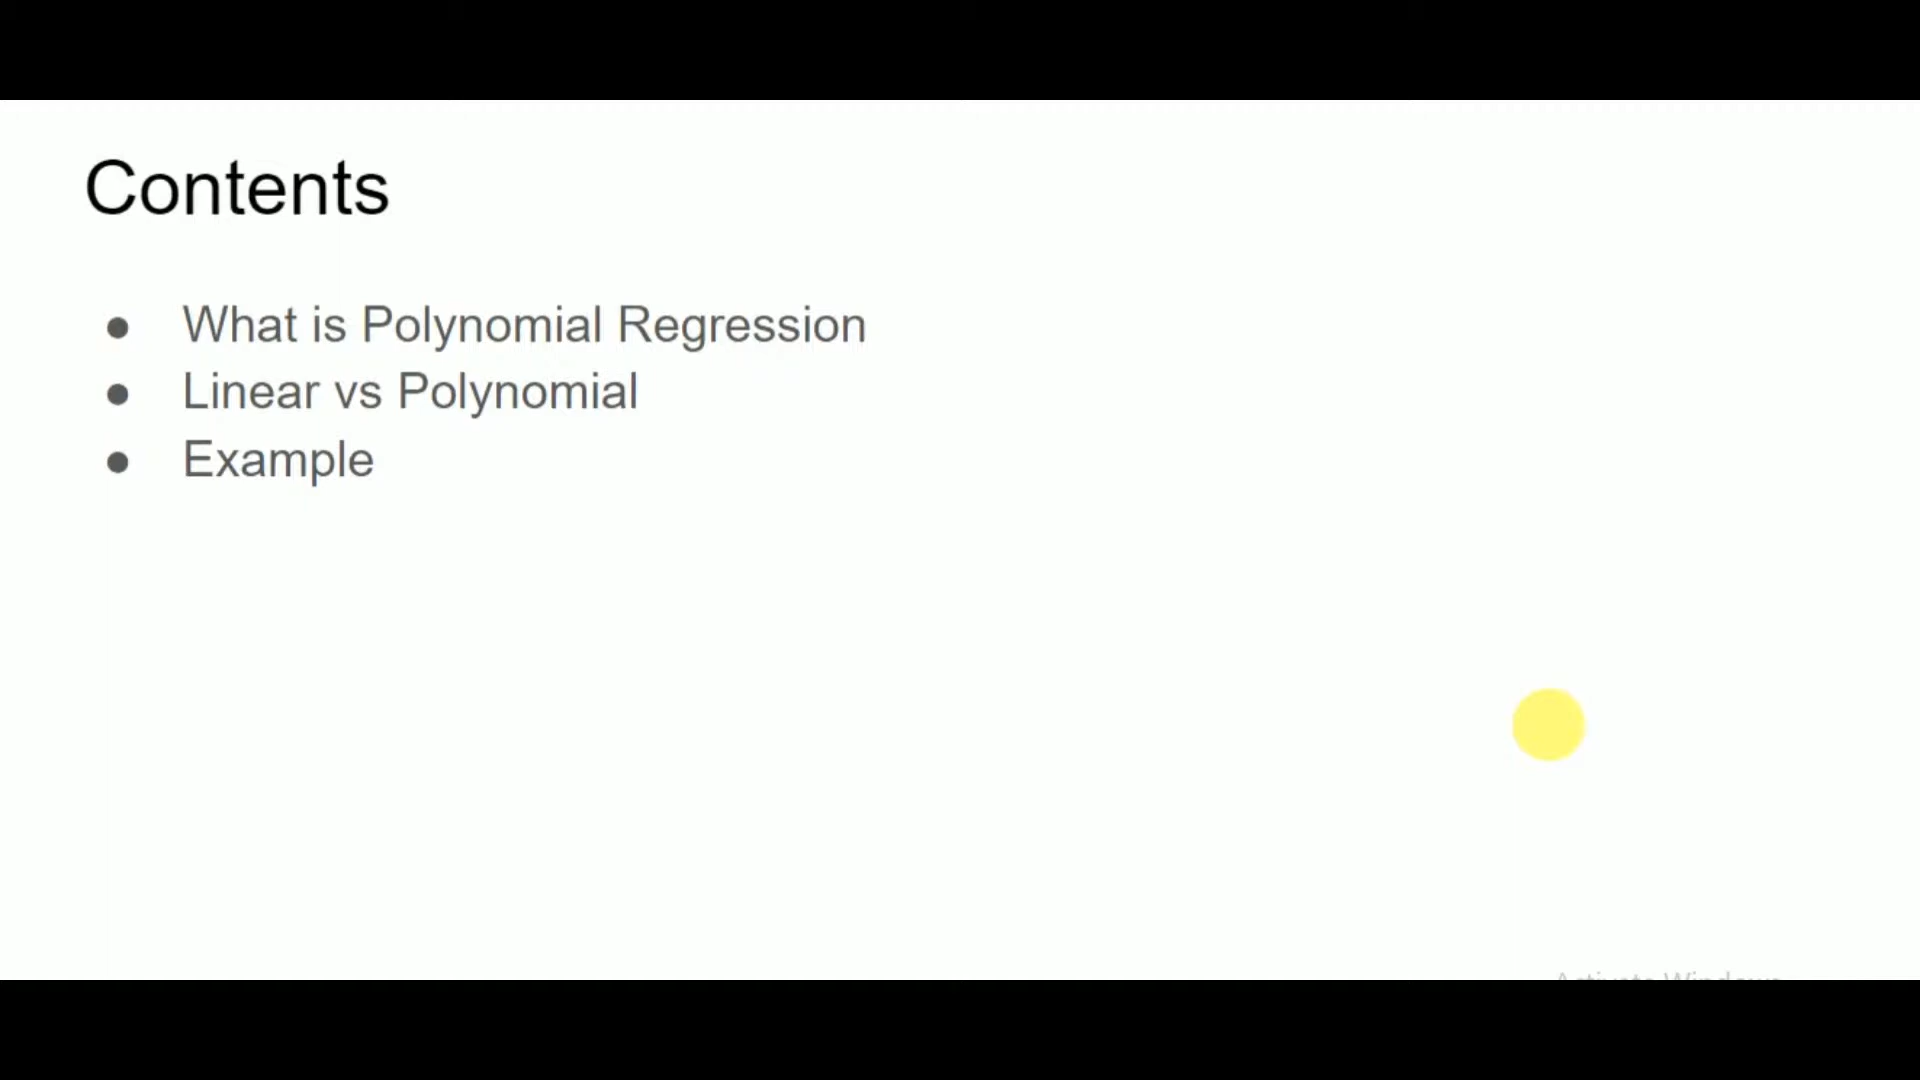 Contents
● What is Polynomial Regression
● Linear vs Polynomial
● Example